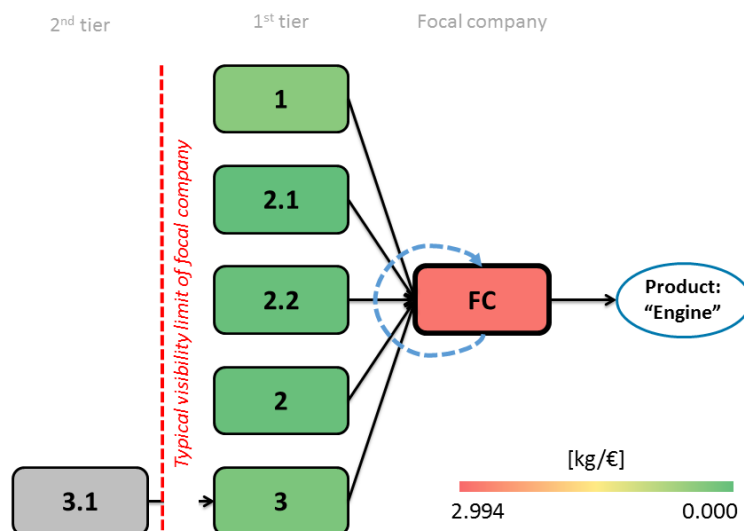 2nd tier
1st tier
Focal company
Typical visibility limit of focal company
1
2.1
2.2
2
3
3.1
FC
Product:
“Engine”
[kg/€]
2.994
0.000